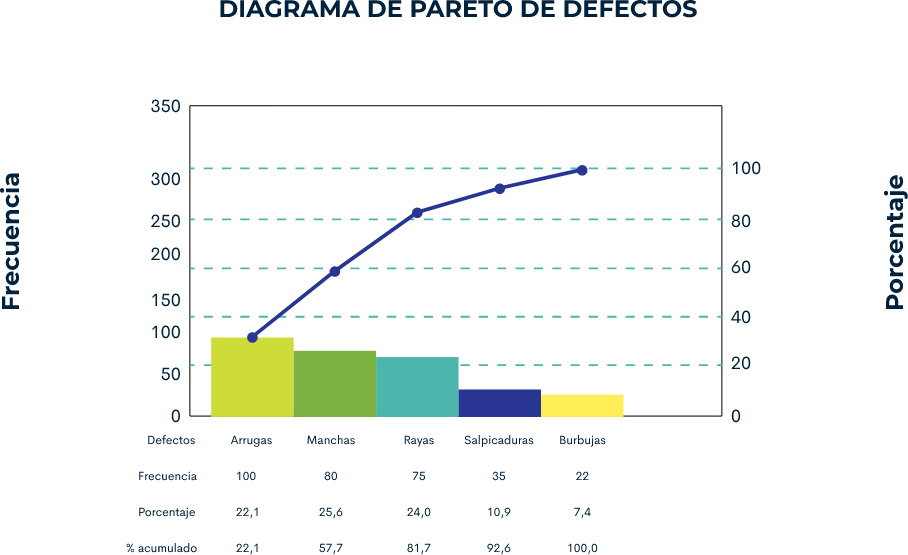 DIAGRAMA DE PARETO DE DEFECTOS
Frecuencia
350
300
250
200
150
100
50
0
100
80
60
40
20
0
Porcentaje
Defectos Arrugas Manchas Rayas Salpicaduras Burbujas
Frecuencia 100 80 75 35 22
Porcentaje 22,1 25,6 24,0 10,9 7,4
% acumulado 22,1 57,7 81,7 92,6 100,0